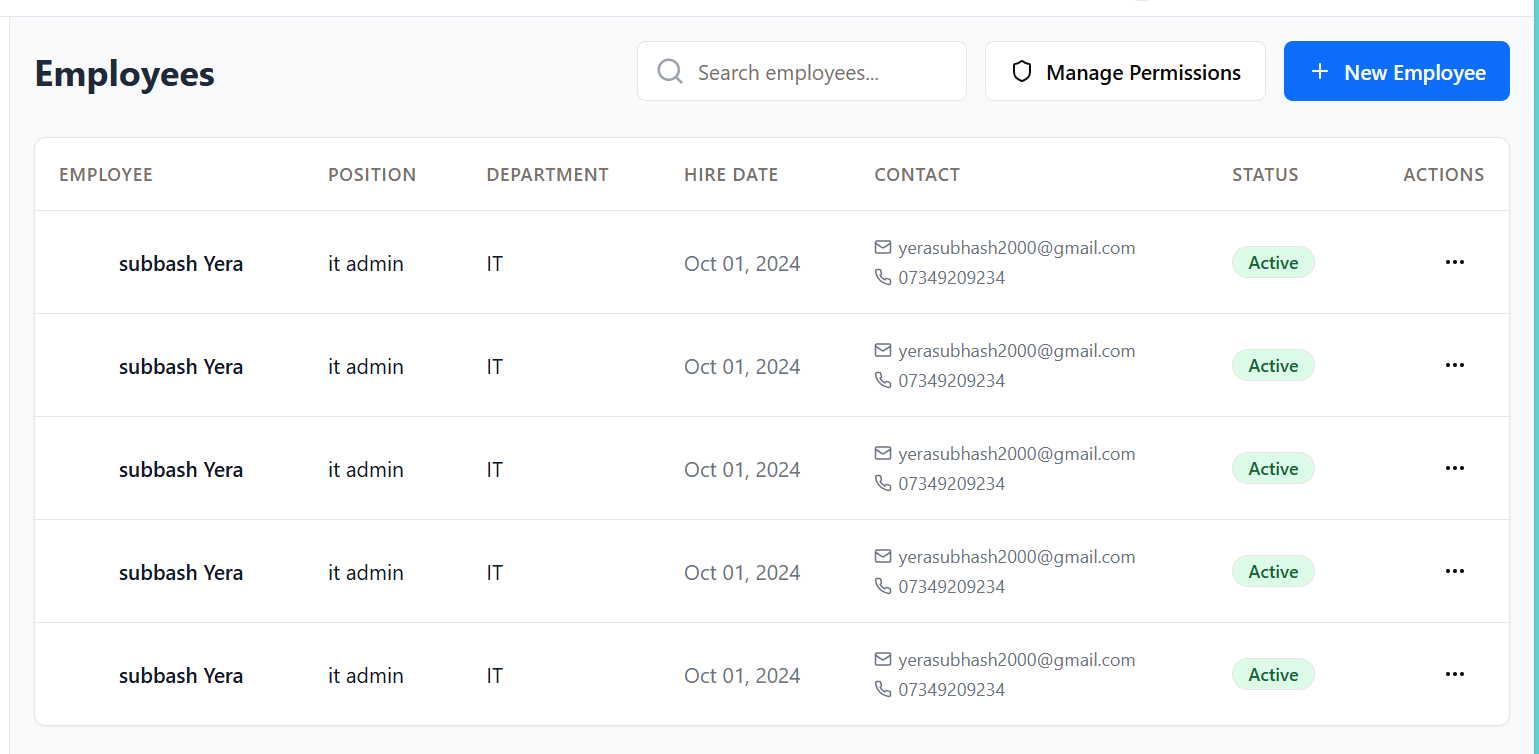 Employees
Search employees...
Manage Permissions
+ New Employee
EMPLOYEE POSITION DEPARTMENT HIRE DATE CONTACT STATUS ACTIONS
subbash Yera it admin IT Oct 01, 2024 yerasubhash2000@gmail.com Active
07349209234
subbash Yera it admin IT Oct 01, 2024 yerasubhash2000@gmail.com Active
07349209234
subbash Yera it admin IT Oct 01, 2024 yerasubhash2000@gmail.com Active
07349209234
subbash Yera it admin IT Oct 01, 2024 yerasubhash2000@gmail.com Active
07349209234
subbash Yera it admin IT Oct 01, 2024 yerasubhash2000@gmail.com Active
07349209234